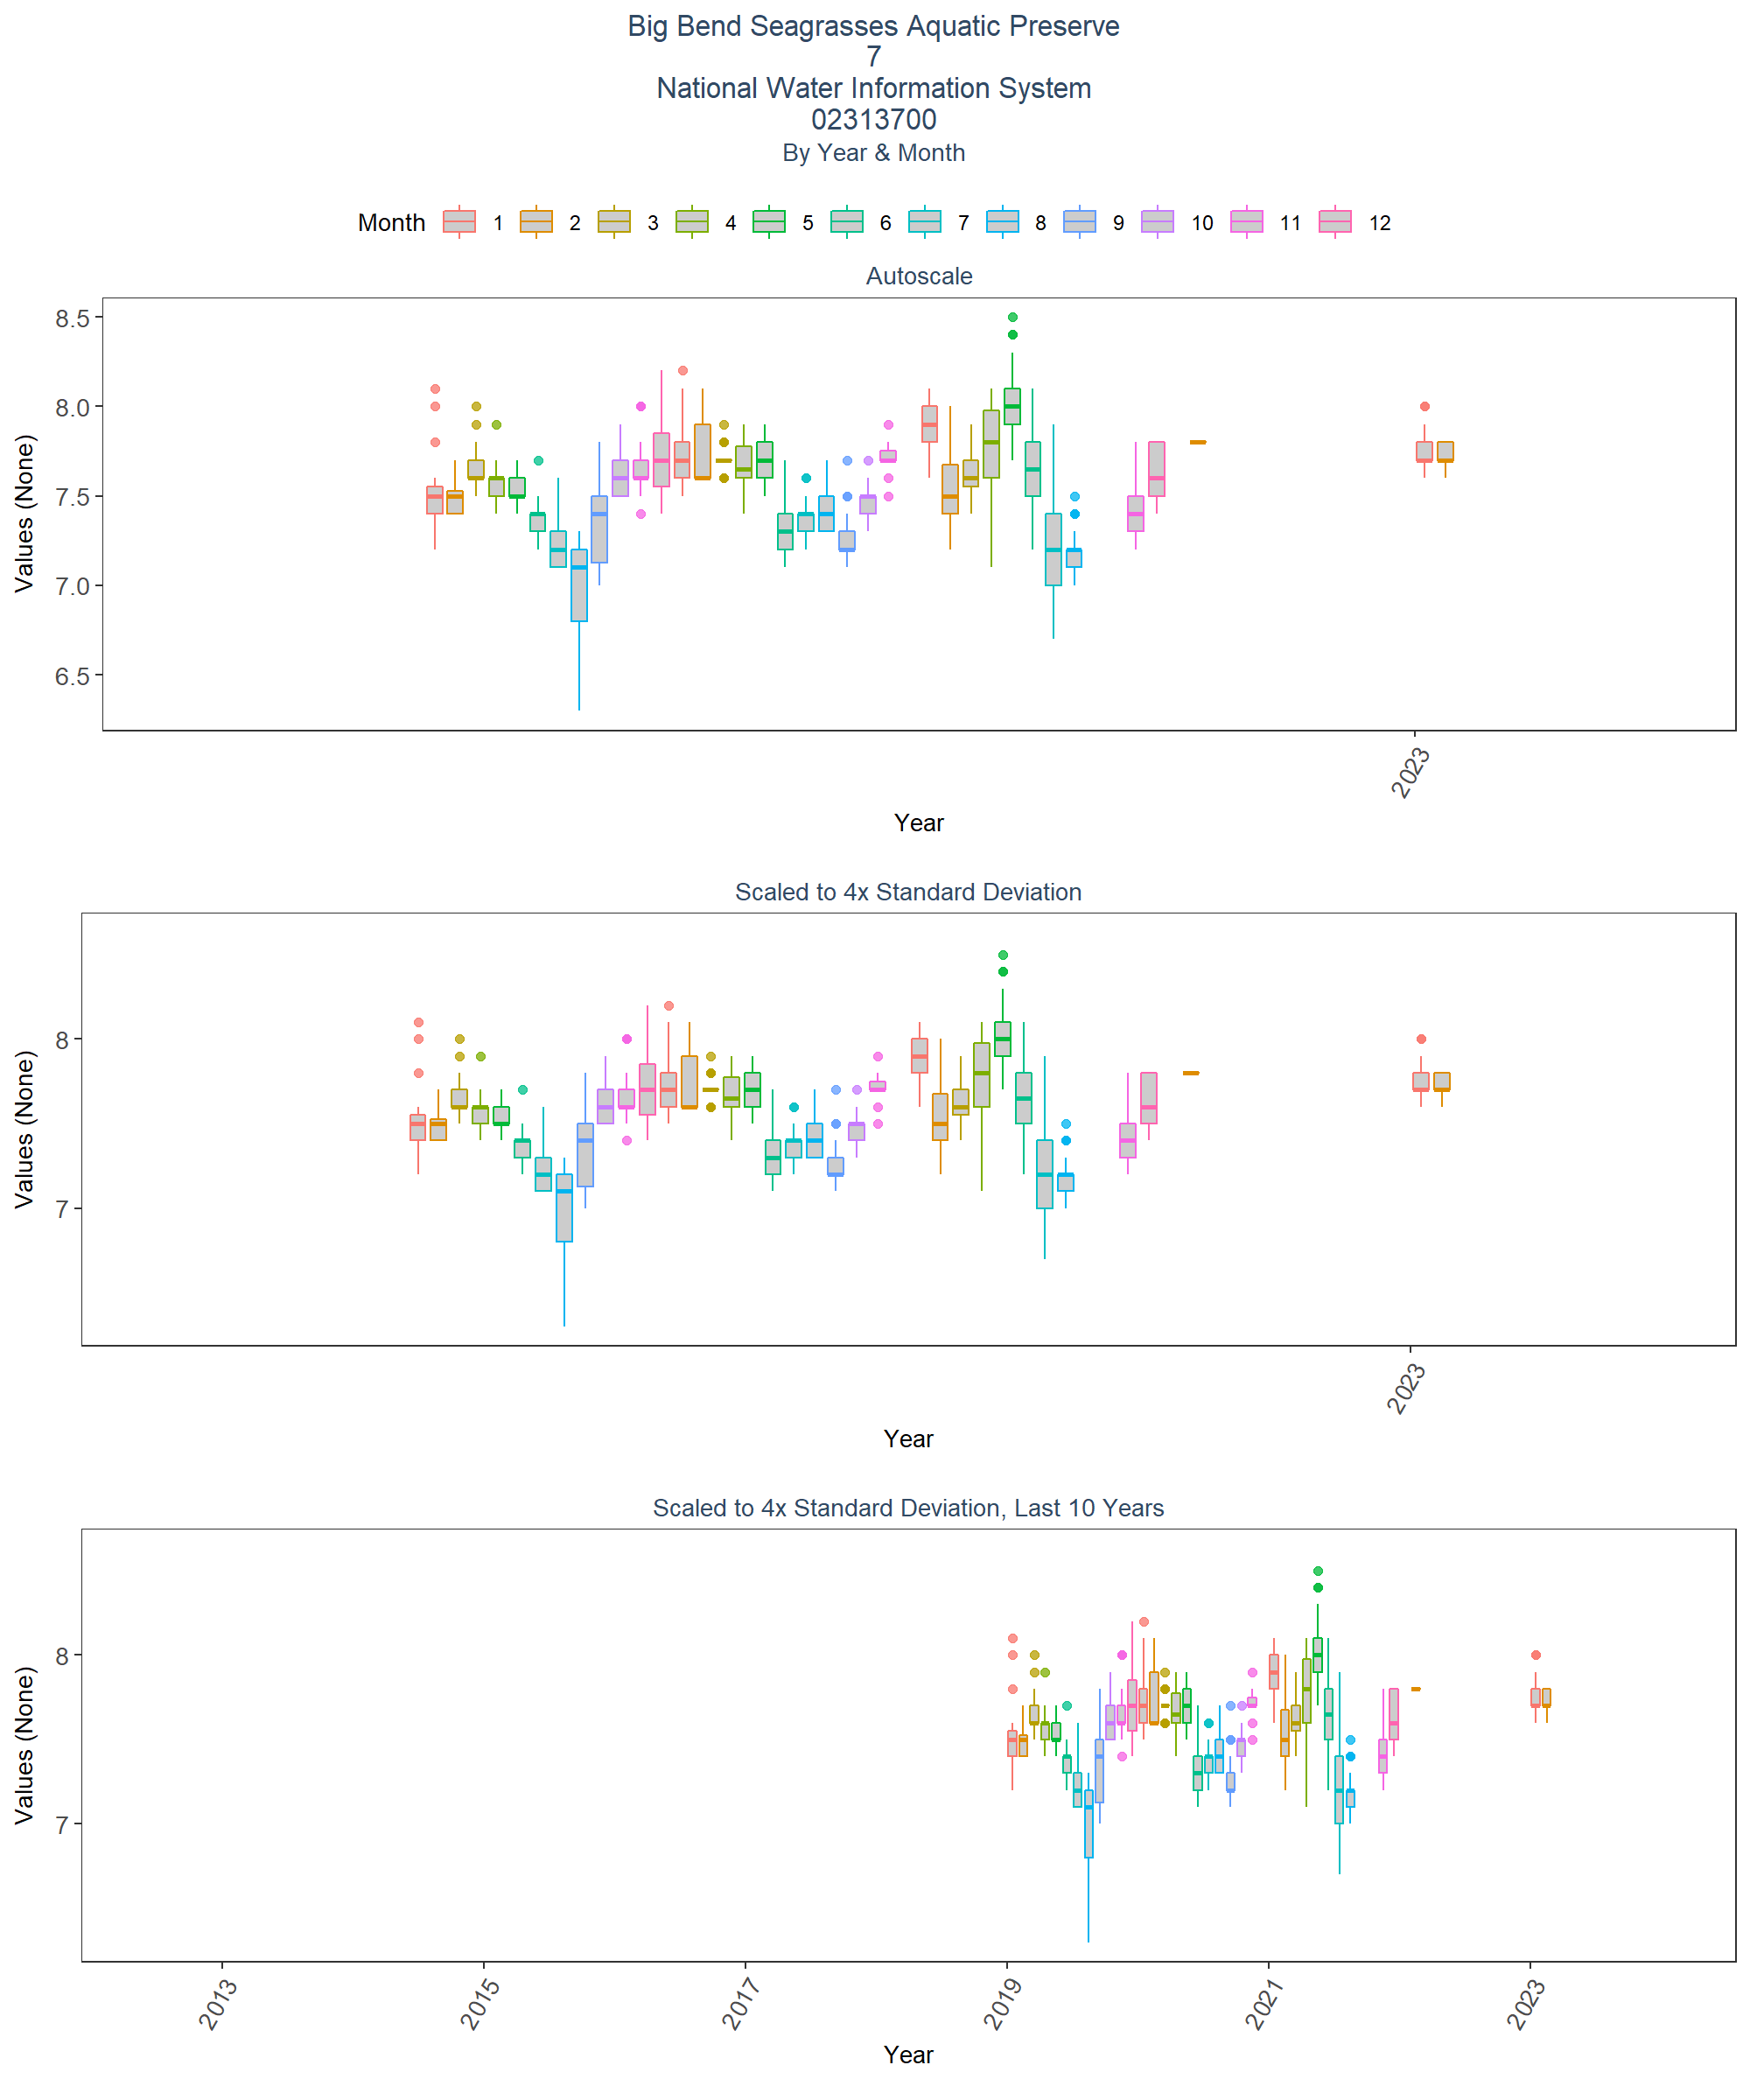 Big Bend Seagrasses Aquatic Preserve
7
National Water Information System
02313700
By Year & Month
Month 1 2 3 4 5 6 7 8 9 10 11 12
Autoscale
8.5
8.0
7.5
7.0
6.5
Values (None)
2023
Year
Scaled to 4x Standard Deviation
8
7
Values (None)
2023
Year
Scaled to 4x Standard Deviation, Last 10 Years
8
7
Values (None)
2013 2015 2017 2019 2021 2023
Year